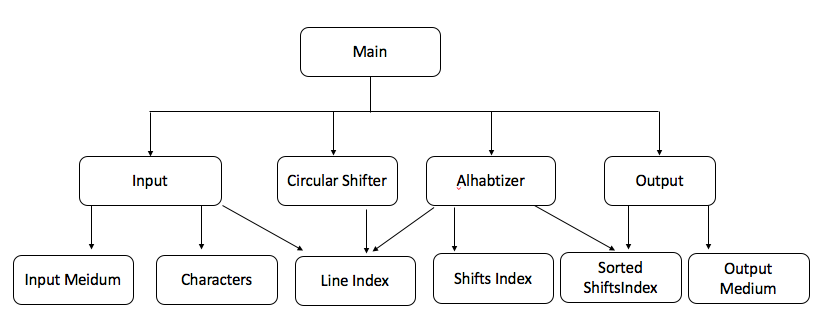 Main
Input
Circular Shifter
Alhabtizer
Output
Input Meidum
Characters
Line Index
Shifts Index
Sorted
ShiftsIndex
Output
Medium